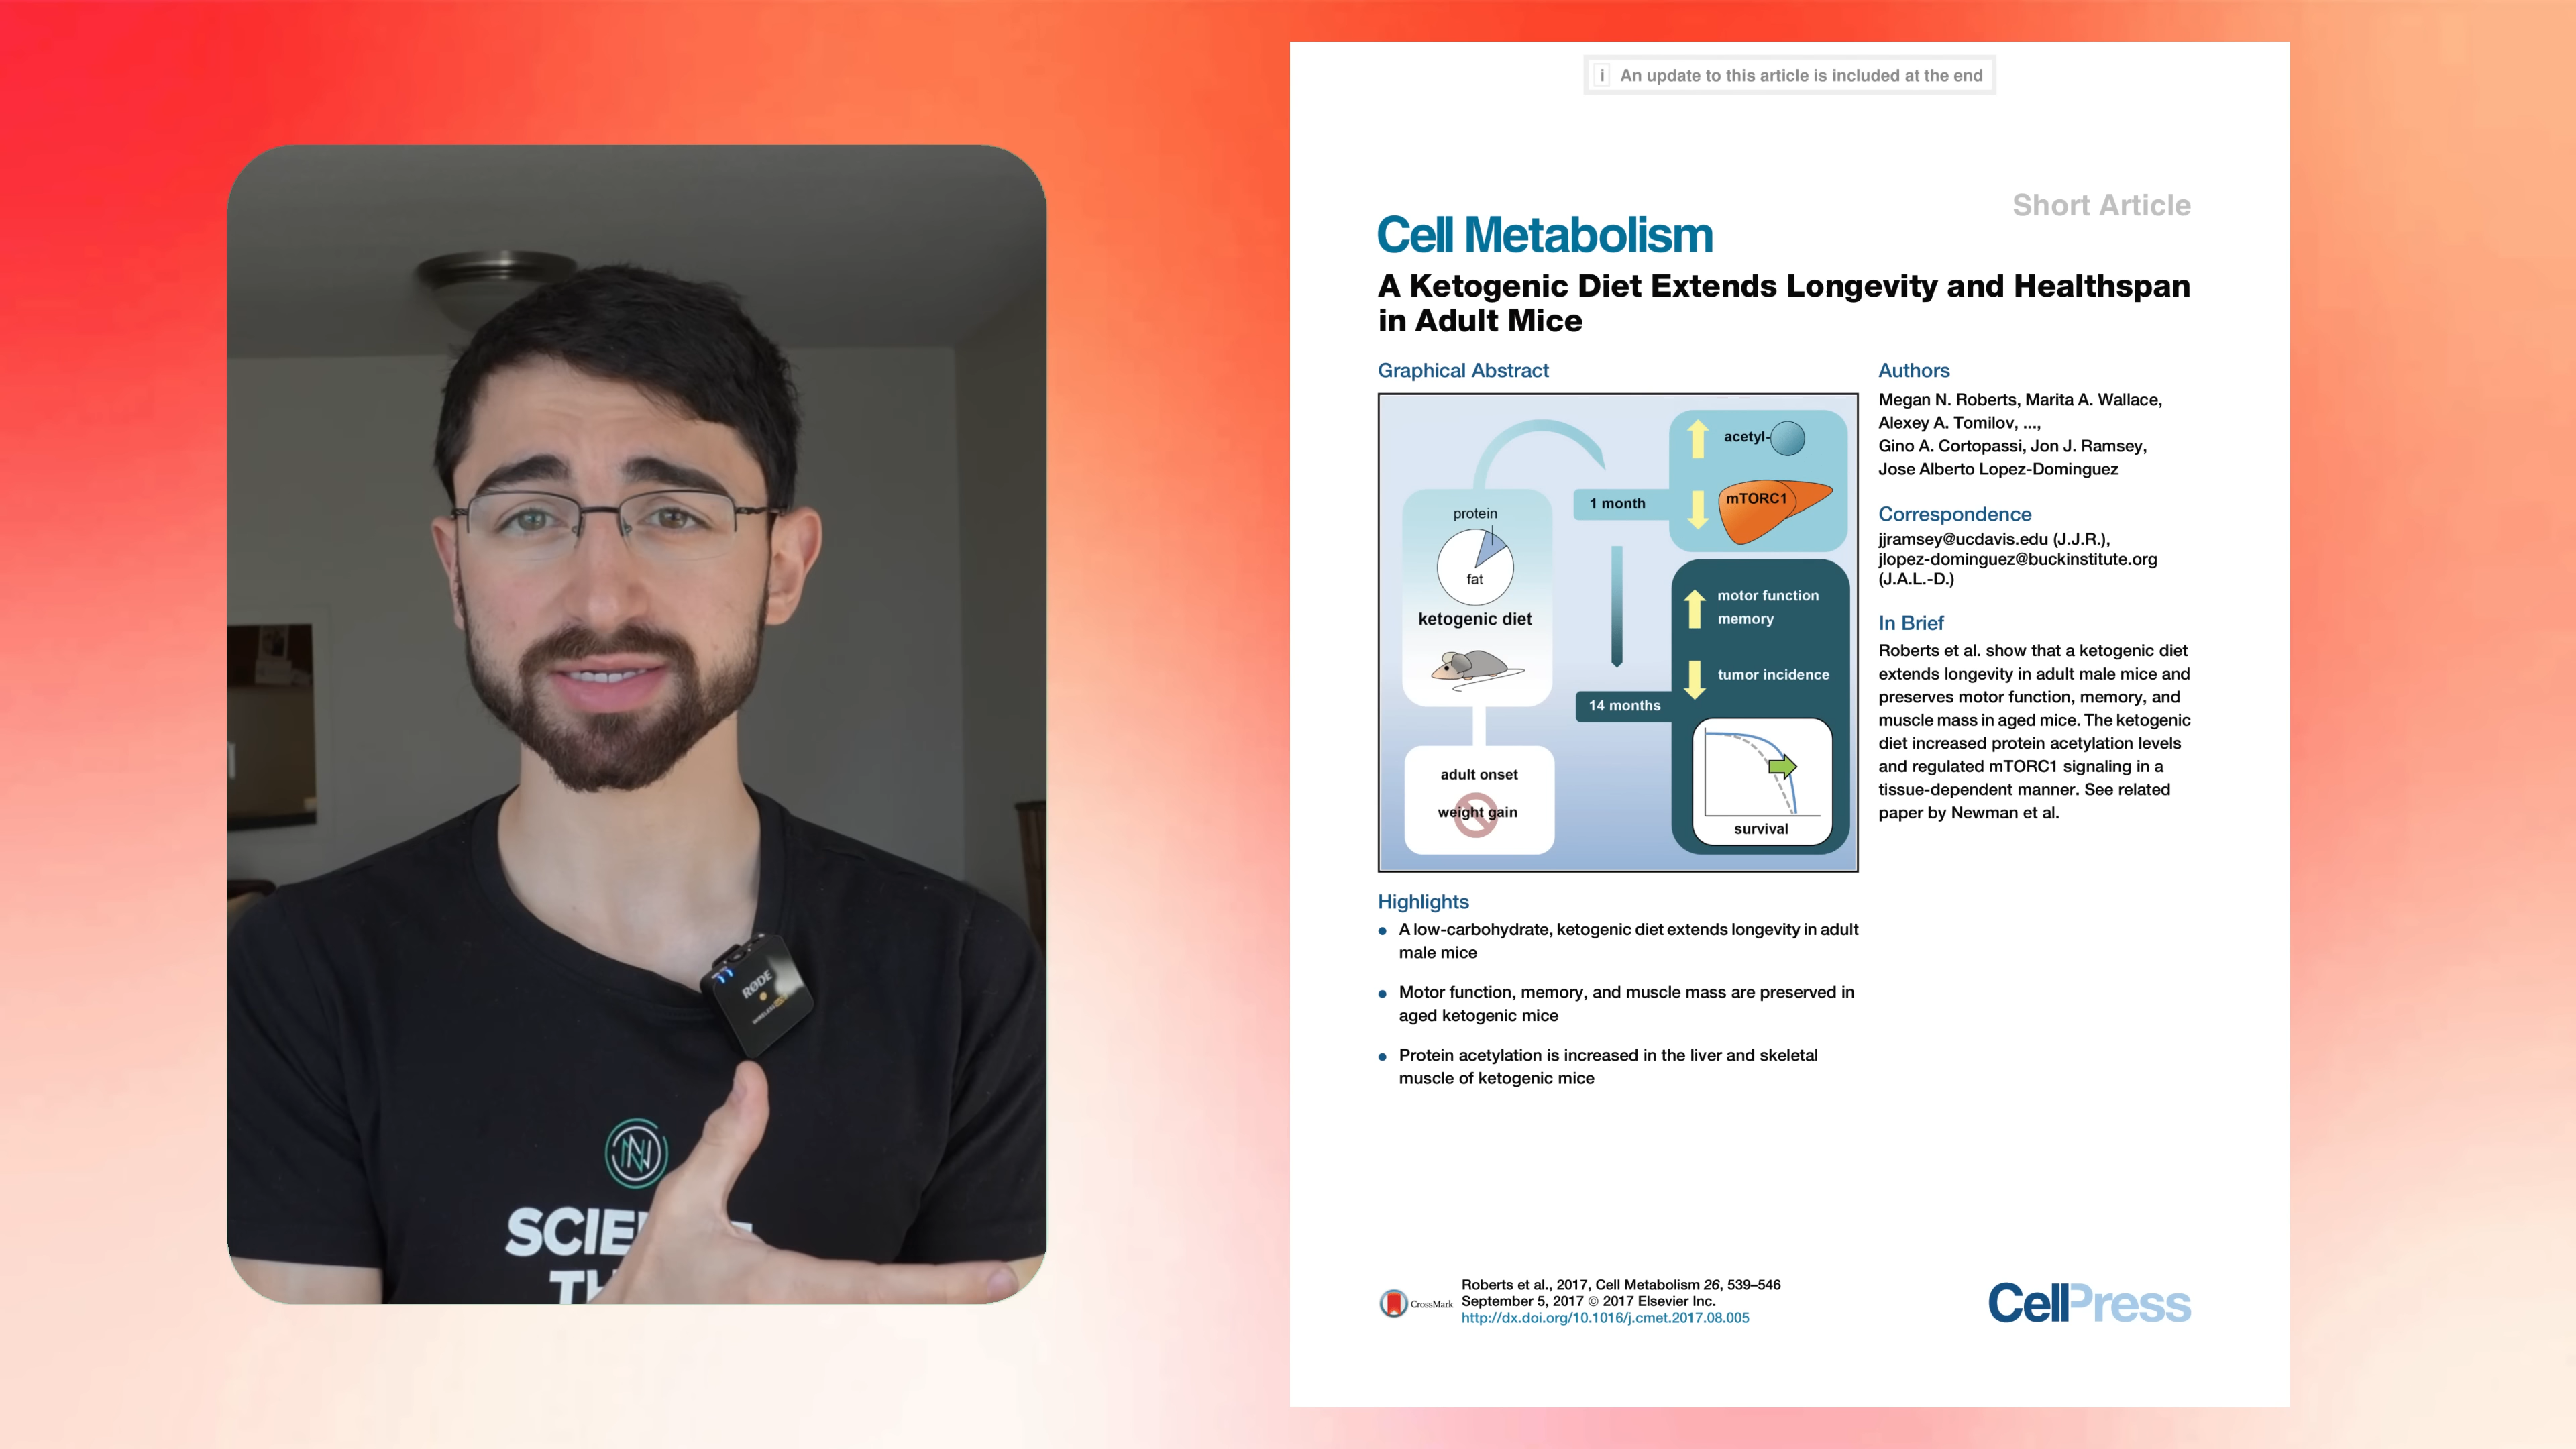 RØDE
WIRELESS
N
SCIE
TH
i An update to this article is included at the end
Short Article
Cell Metabolism
A Ketogenic Diet Extends Longevity and Healthspan
in Adult Mice
Graphical Abstract
protein
fat
ketogenic diet
adult onset
weight gain
1 month
acetyl-
mTORC1
14 months
motor function
memory
tumor incidence
survival
Authors
Megan N. Roberts, Marita A. Wallace,
Alexey A. Tomilov, ...,
Gino A. Cortopassi, Jon J. Ramsey,
Jose Alberto Lopez-Dominguez
Correspondence
jjramsey@ucdavis.edu (J.J.R.),
jlopez-dominguez@buckinstitute.org
(J.A.L.-D.)
In Brief
Roberts et al. show that a ketogenic diet
extends longevity in adult male mice and
preserves motor function, memory, and
muscle mass in aged mice. The ketogenic
diet increased protein acetylation levels
and regulated mTORC1 signaling in a
tissue-dependent manner. See related
paper by Newman et al.
Highlights
• A low-carbohydrate, ketogenic diet extends longevity in adult
male mice
• Motor function, memory, and muscle mass are preserved in
aged ketogenic mice
• Protein acetylation is increased in the liver and skeletal
muscle of ketogenic mice
CrossMark
Roberts et al., 2017, Cell Metabolism 26, 539–546
September 5, 2017 © 2017 Elsevier Inc.
http://dx.doi.org/10.1016/j.cmet.2017.08.005
CellPress